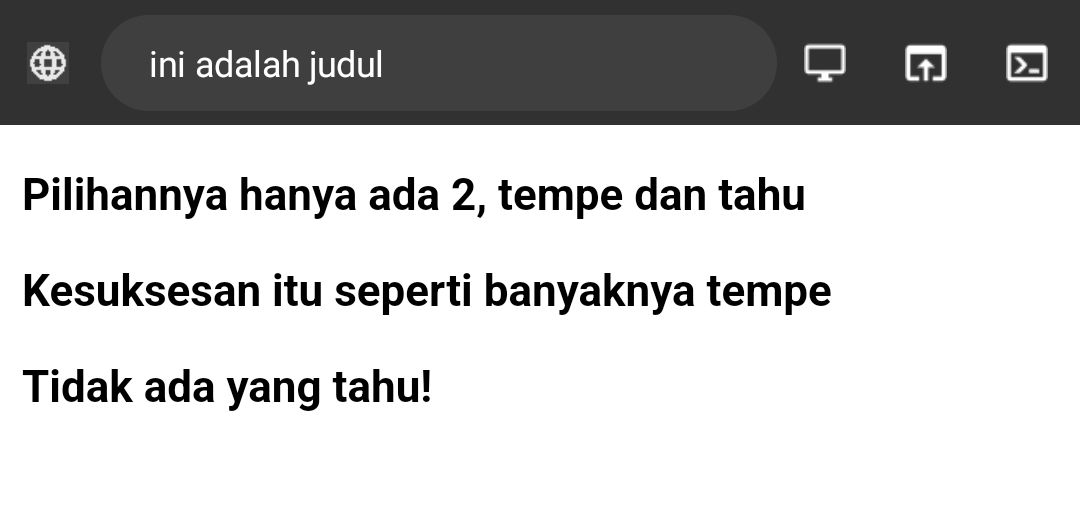 ini adalah judul
Pilihannya hanya ada 2, tempe dan tahu
Kesuksesan itu seperti banyaknya tempe
Tidak ada yang tahu!